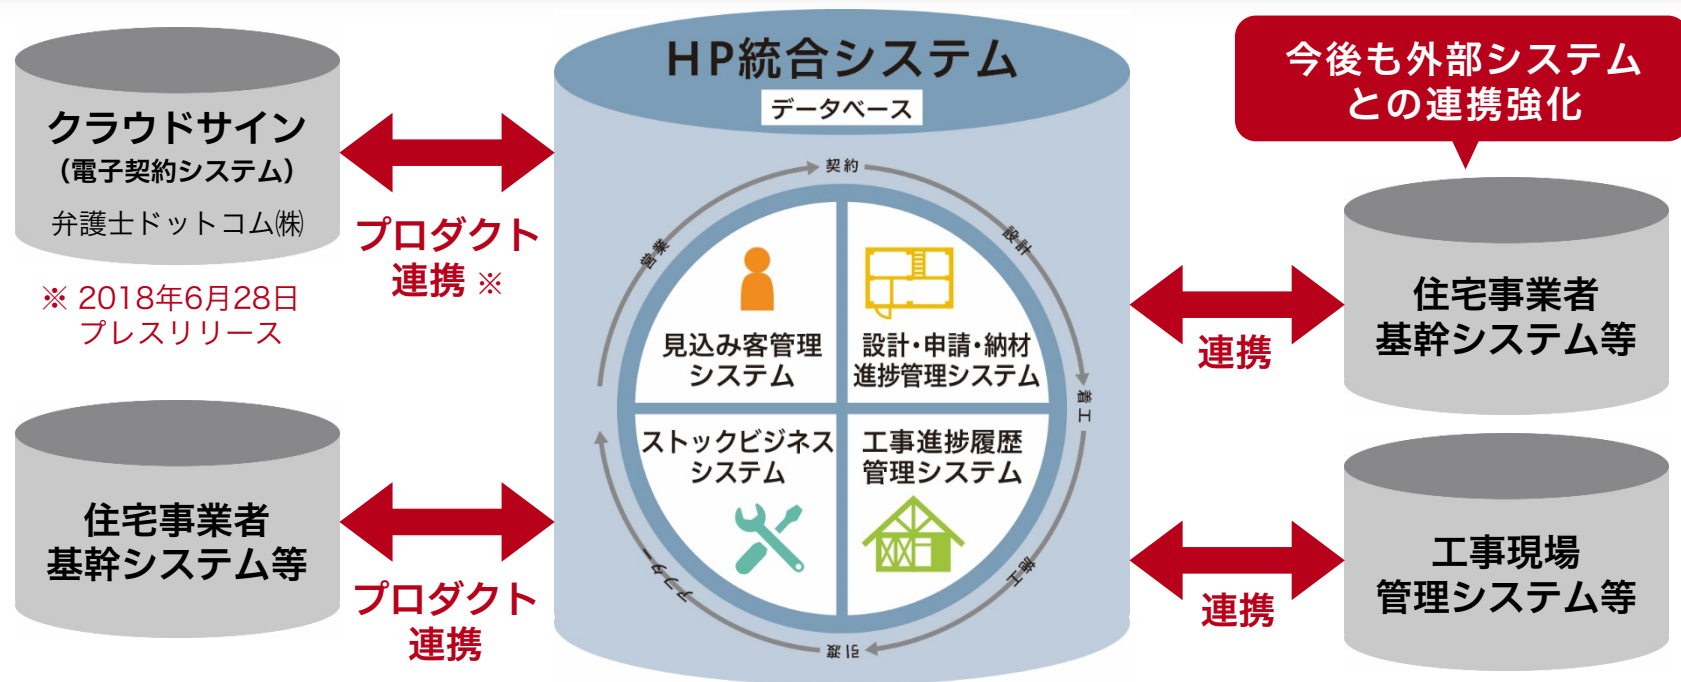 クラウドサイン
（電子契約システム）
弁護士ドットコム㈱
プロダクト
連携 ※
※ 2018年6月28日
プレスリリース
住宅事業者
基幹システム等
プロダクト
連携
HP統合システム
データベース
契約
設計
着工
施工
引渡
アフター
営業
見込み客管理
システム
設計・申請・納材
進捗管理システム
ストックビジネス
システム
工事進捗履歴
管理システム
今後も外部システム
との連携強化
連携
住宅事業者
基幹システム等
連携
工事現場
管理システム等